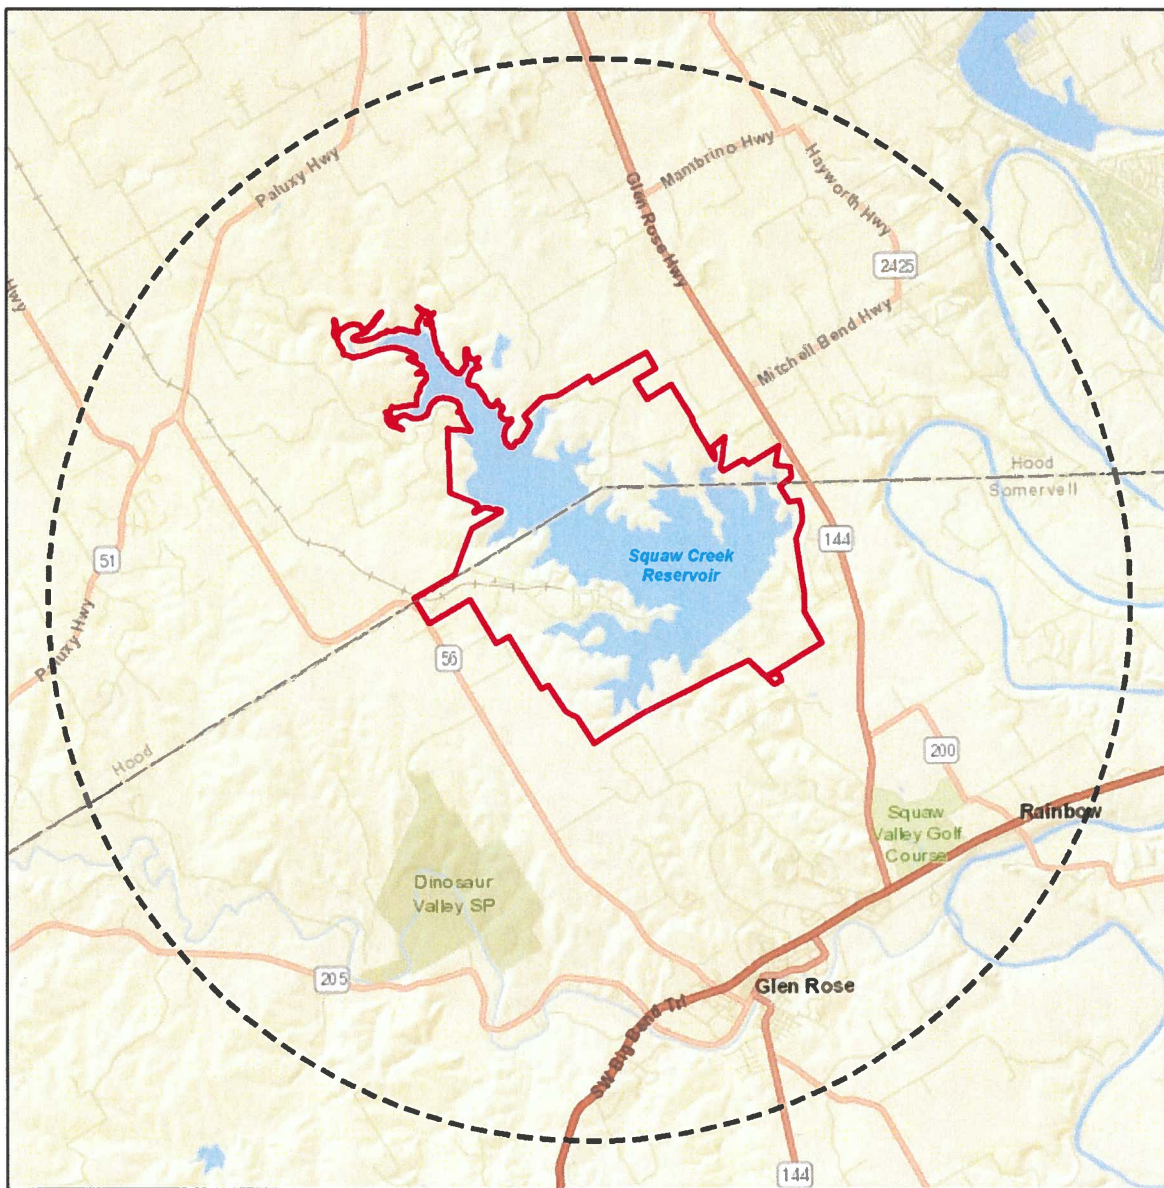 Paluxy Hwy
Mambrino Hwy
Hayworth Hwy
Glen Rose Hwy
2425
Hwy
Mitchell Bend Hwy
Hood
Somervell
144
51
Squaw Creek
Reservoir
Paluxy Hwy
56
Hood
200
Rainbow
Squaw
Valley Golf
Course
Dinosaur
Valley SP
205
Glen Rose
SW Big Bend Trl
144